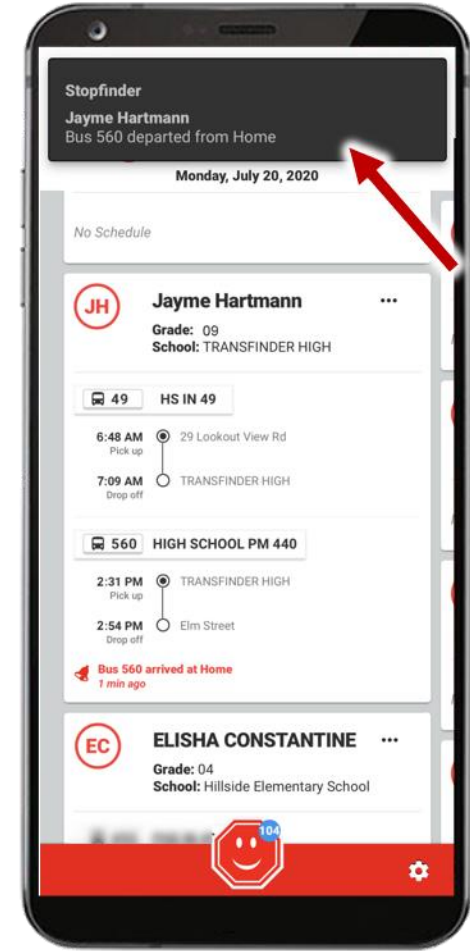 Stopfinder
Jayme Hartmann
Bus 560 departed from Home
Monday, July 20, 2020
No Schedule
JH
Jayme Hartmann
Grade: 09
School: TRANSFINDER HIGH
49 HS IN 49
6:48 AM 29 Lookout View Rd
Pick up
7:09 AM TRANSFINDER HIGH
Drop off
560 HIGH SCHOOL PM 440
2:31 PM TRANSFINDER HIGH
Pick up
2:54 PM Elm Street
Drop off
Bus 560 arrived at Home
1 min ago
EC
ELISHA CONSTANTINE
Grade: 04
School: Hillside Elementary School
104